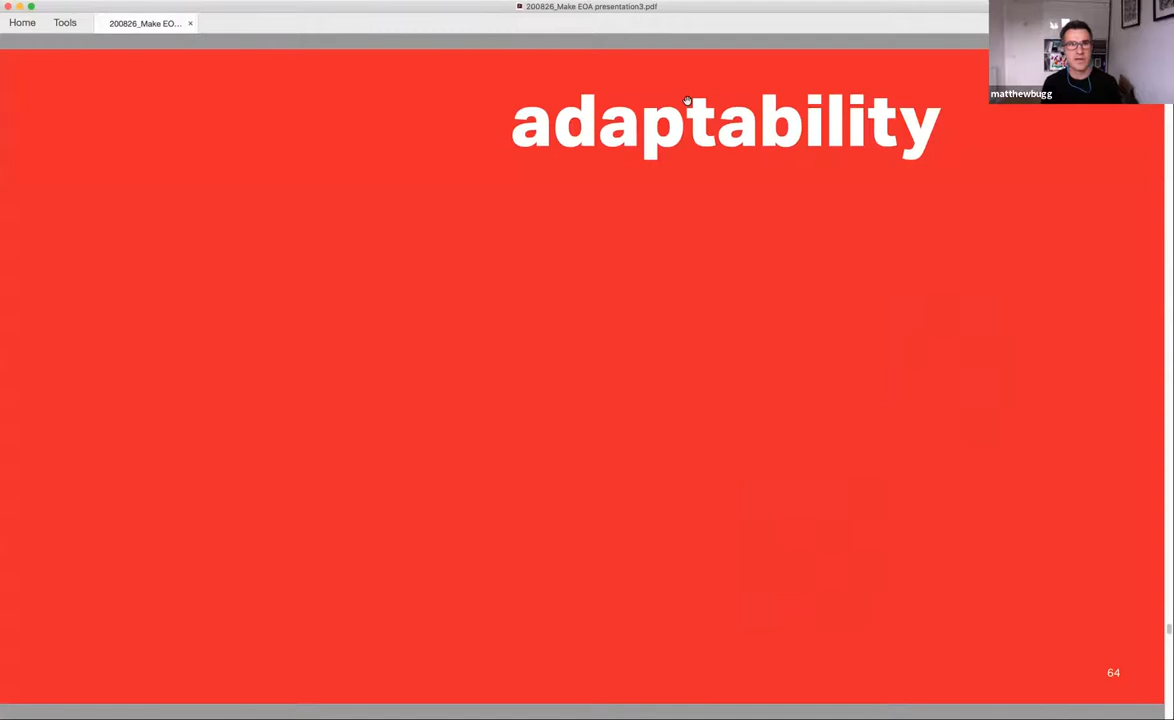 200826_Make EOA presentation3.pdf
Home
Tools
200826_Make EO...
×
matthewbugg
adaptability
64